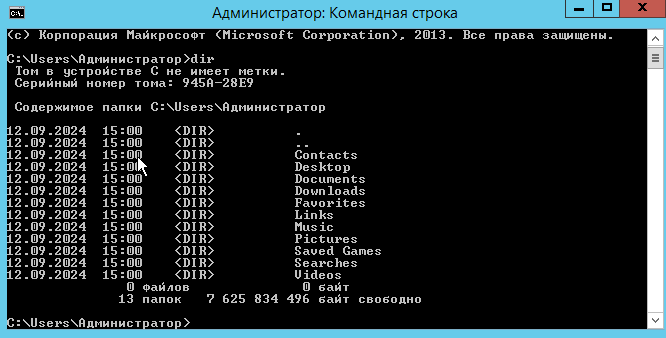 Администратор: Командная строка
(c) Корпорация Майкрософт (Microsoft Corporation), 2013. Все права защищены.
C:\Users\Администратор>dir
Том в устройстве C не имеет метки.
Серийный номер тома: 945A-28E9
Содержимое папки C:\Users\Администратор
12.09.2024  15:00    <DIR>          .
12.09.2024  15:00    <DIR>          ..
12.09.2024  15:00    <DIR>          Contacts
12.09.2024  15:00    <DIR>          Desktop
12.09.2024  15:00    <DIR>          Documents
12.09.2024  15:00    <DIR>          Downloads
12.09.2024  15:00    <DIR>          Favorites
12.09.2024  15:00    <DIR>          Links
12.09.2024  15:00    <DIR>          Music
12.09.2024  15:00    <DIR>          Pictures
12.09.2024  15:00    <DIR>          Saved Games
12.09.2024  15:00    <DIR>          Searches
12.09.2024  15:00    <DIR>          Videos
0 файлов              0 байт
13 папок   7 625 834 496 байт свободно
C:\Users\Администратор>